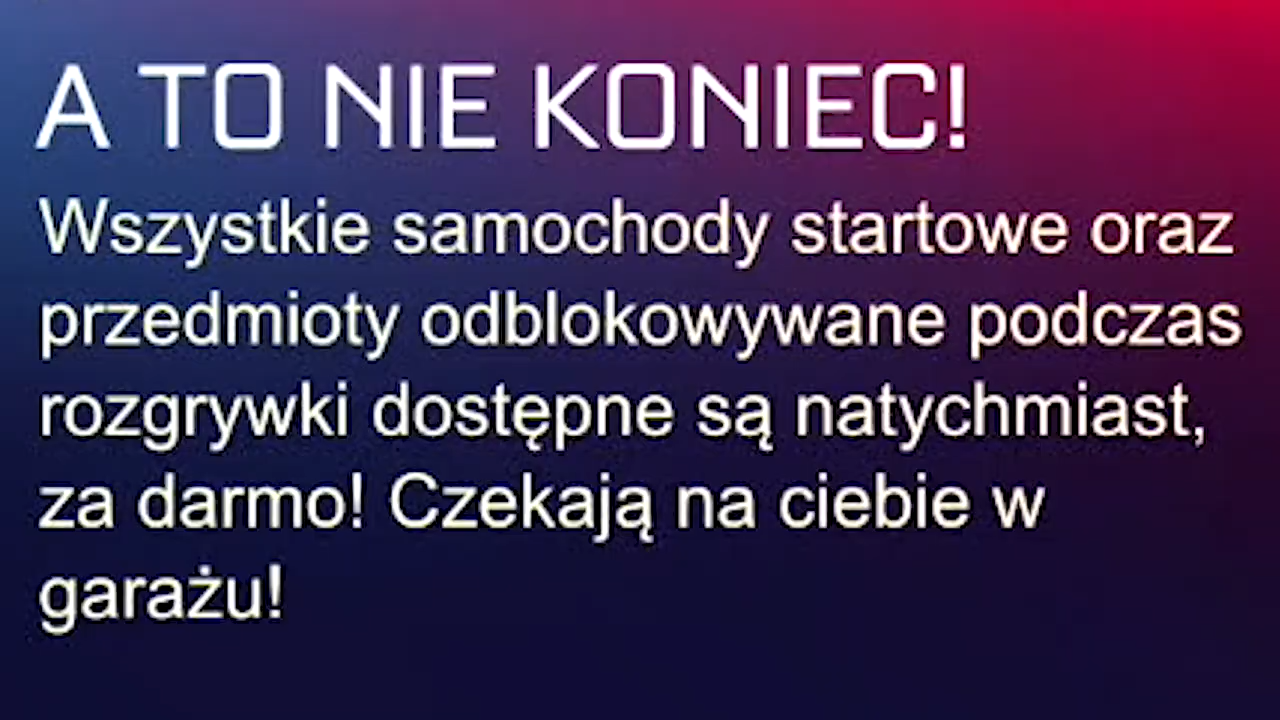 A TO NIE KONIEC!
Wszystkie samochody startowe oraz
przedmioty odblokowywane podczas
rozgrywki dostępne są natychmiast,
za darmo! Czekają na ciebie w
garażu!